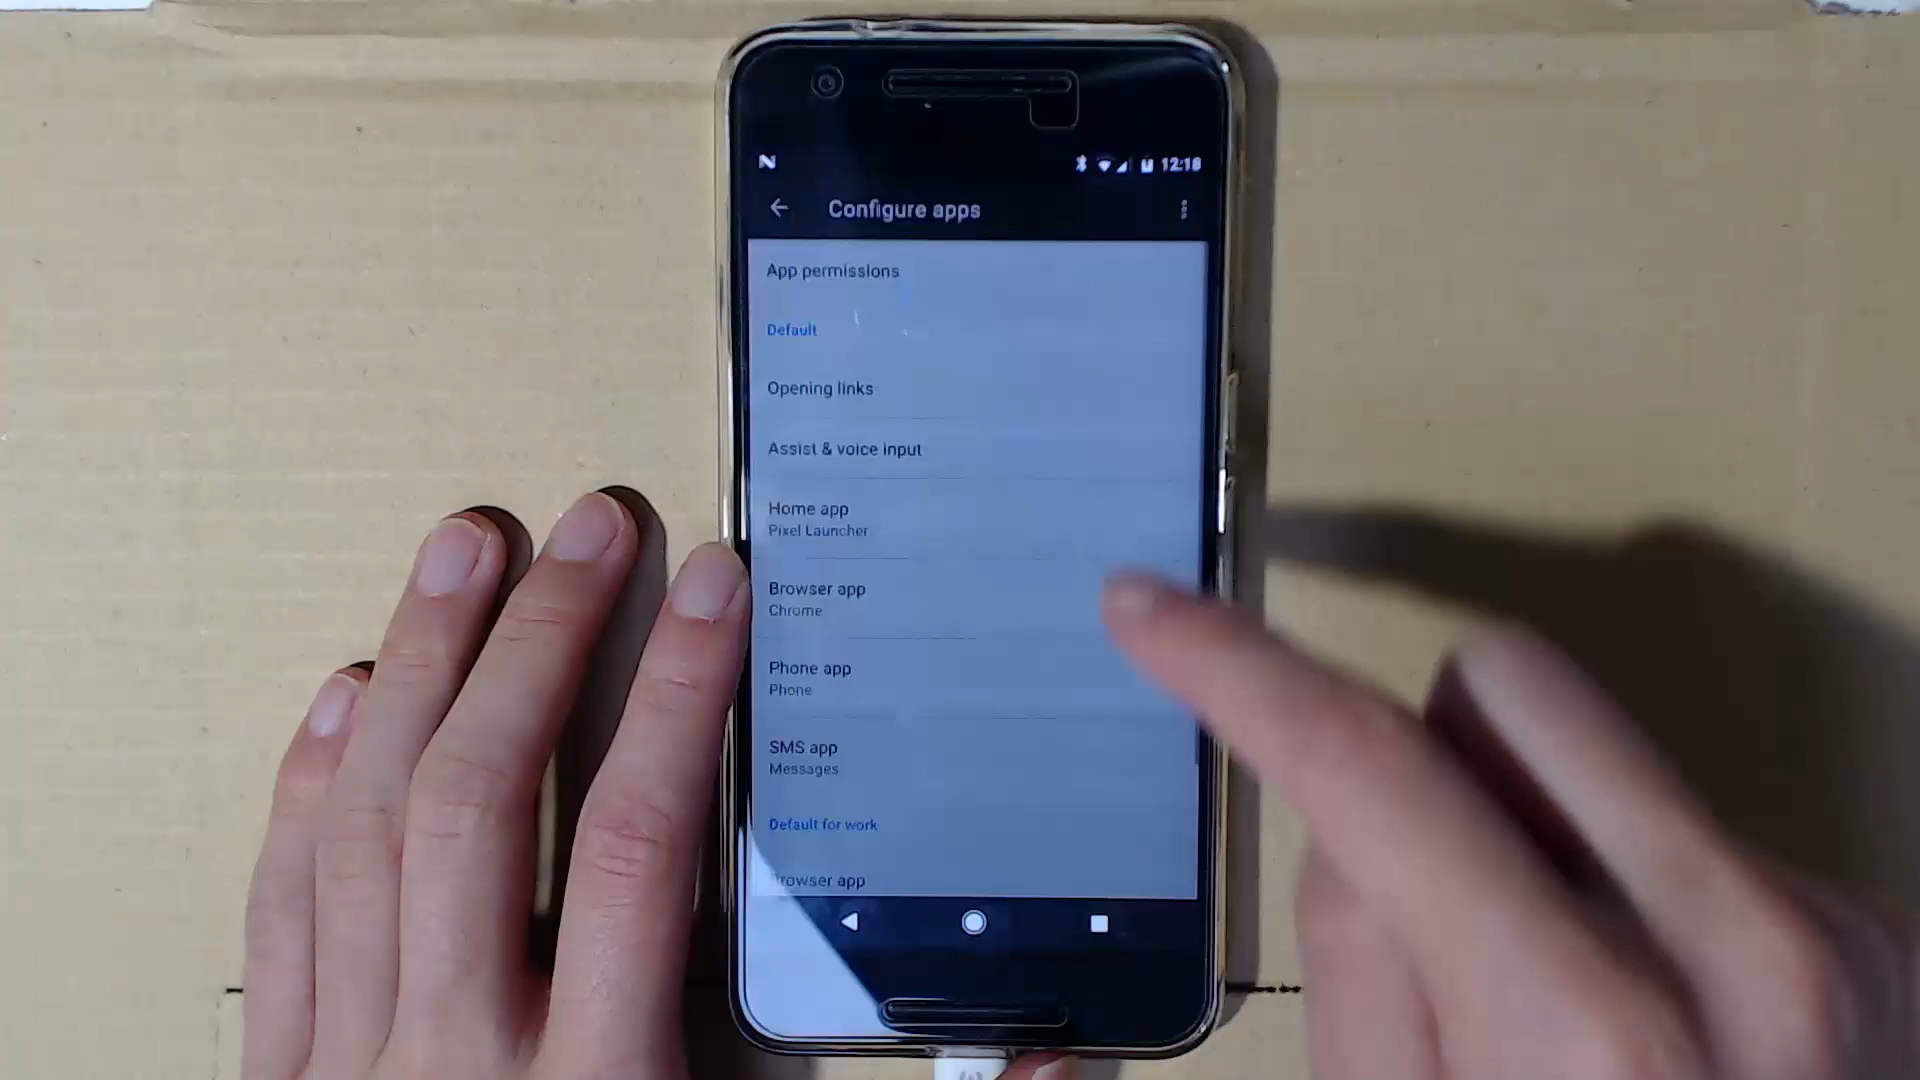 12:18
Configure apps
App permissions
Default
Opening links
Assist & voice input
Home app
Pixel Launcher
Browser app
Chrome
Phone app
Phone
SMS app
Messages
Default for work
Browser app